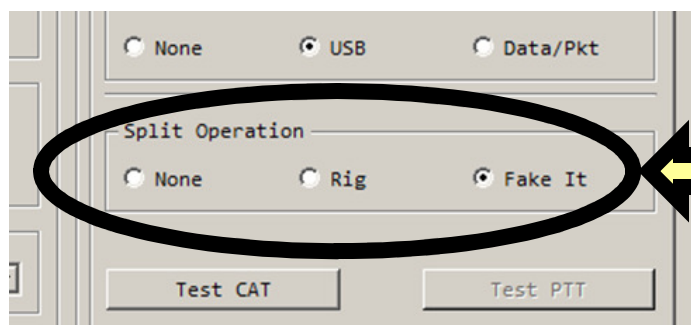 None USB Data/Pkt
Split Operation
None Rig Fake It
Test CAT Test PTT